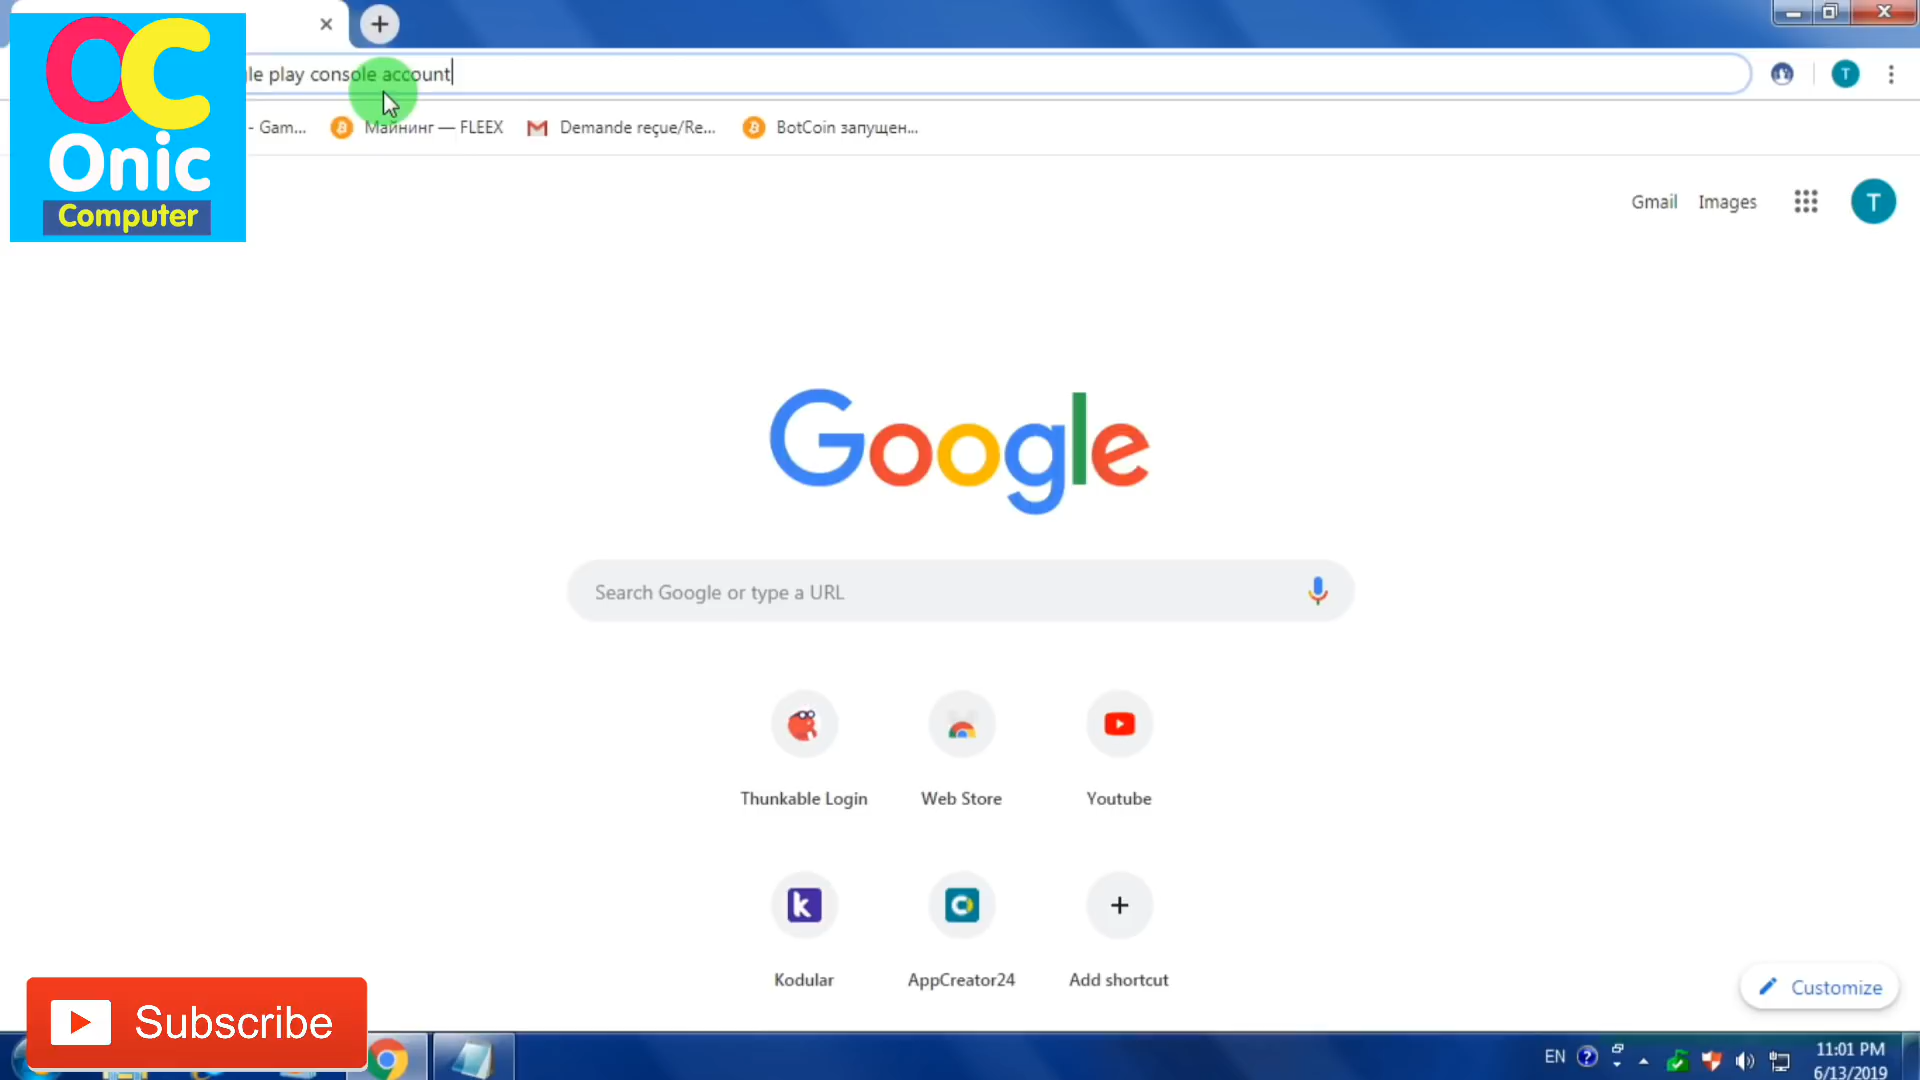 le play console account
OC
Onic
Computer
- Gam...
Майнинг — FLEEX
Demande reçue/Re...
BotCoin запущен...
Gmail
Images
T
T
Google
Search Google or type a URL
Thunkable Login
Web Store
Youtube
Kodular
AppCreator24
Add shortcut
Customize
Subscribe
EN
11:01 PM
6/13/2019